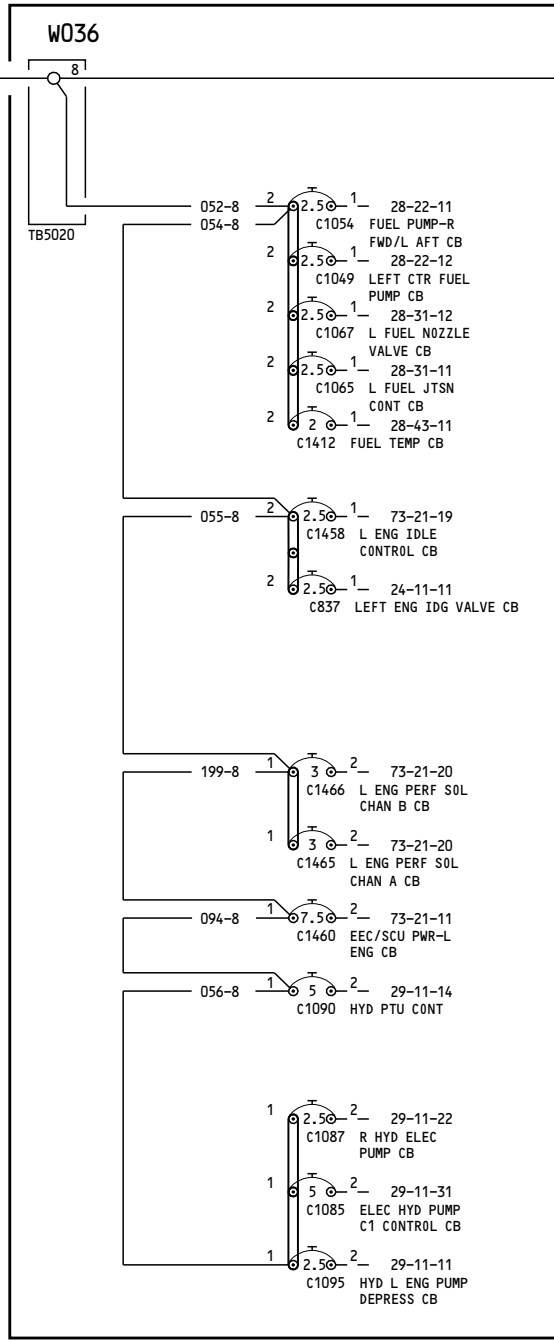 W036
8
TB5020
052-8 2 2.5 1 28-22-11
054-8 C1054 FUEL PUMP-R
FWD/L AFT CB
2 2.5 1 28-22-12
C1049 LEFT CTR FUEL
PUMP CB
2 2.5 1 28-31-12
C1067 L FUEL NOZZLE
VALVE CB
2 2.5 1 28-31-11
C1065 L FUEL JTSN
CONT CB
2 2 1 28-43-11
C1412 FUEL TEMP CB
055-8 2 2.5 1 73-21-19
C1458 L ENG IDLE
CONTROL CB
2 2.5 1 24-11-11
C837 LEFT ENG IDG VALVE CB
199-8 1 3 2 73-21-20
C1466 L ENG PERF SOL
CHAN B CB
1 3 2 73-21-20
C1465 L ENG PERF SOL
CHAN A CB
094-8 1 7.5 2 73-21-11
C1460 EEC/SCU PWR-L
ENG CB
056-8 1 5 2 29-11-14
C1090 HYD PTU CONT
1 2.5 2 29-11-22
C1087 R HYD ELEC
PUMP CB
1 5 2 29-11-31
C1085 ELEC HYD PUMP
C1 CONTROL CB
1 2.5 2 29-11-11
C1095 HYD L ENG PUMP
DEPRESS CB